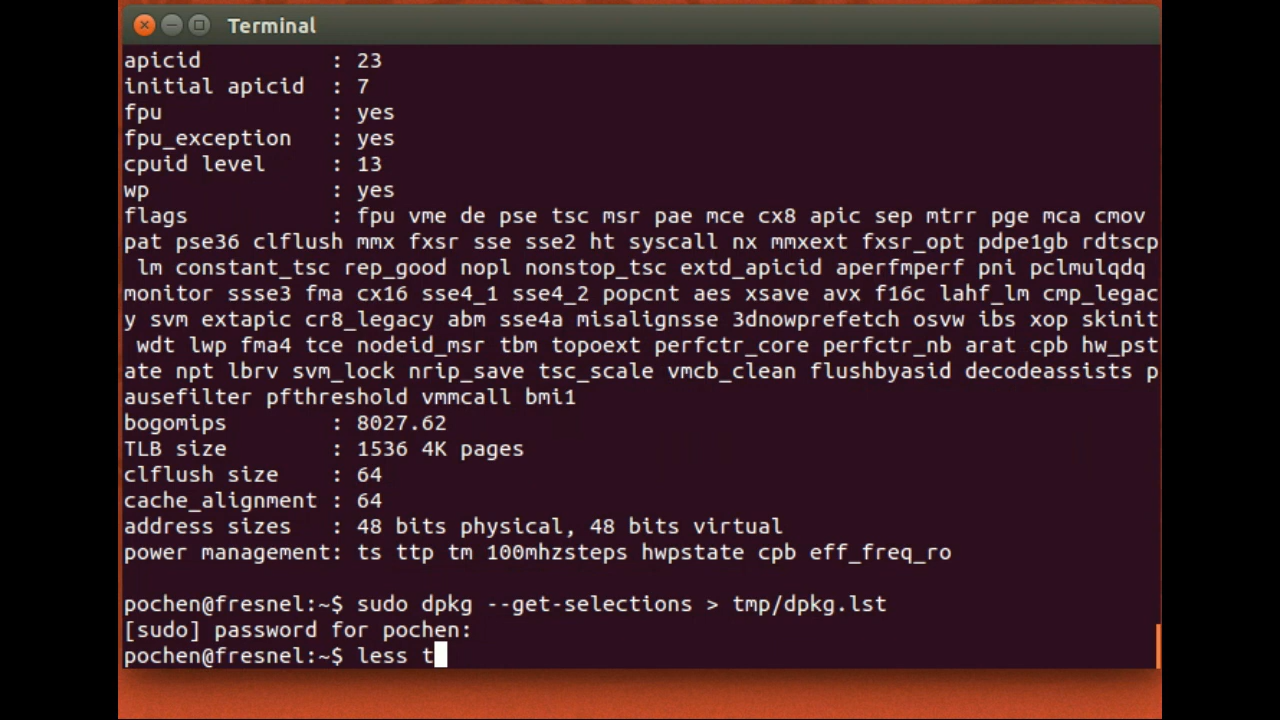 Terminal
apicid : 23
initial apicid : 7
fpu : yes
fpu_exception : yes
cpuid level : 13
wp : yes
flags : fpu vme de pse tsc msr pae mce cx8 apic sep mtrr pge mca cmov
pat pse36 clflush mmx fxsr sse sse2 ht syscall nx mmxext fxsr_opt pdpe1gb rdtscp
lm constant_tsc rep_good nopl nonstop_tsc extd_apicid aperfmperf pni pclmulqdq
monitor ssse3 fma cx16 sse4_1 sse4_2 popcnt aes xsave avx f16c lahf_lm cmp_legac
y svm extapic cr8_legacy abm sse4a misalignsse 3dnowprefetch osvw ibs xop skinit
wdt lwp fma4 tce nodeid_msr tbm topoext perfctr_core perfctr_nb arat cpb hw_pst
ate npt lbrv svm_lock nrip_save tsc_scale vmcb_clean flushbyasid decodeassists p
ausefilter pfthreshold vmmcall bmi1
bogomips : 8027.62
TLB size : 1536 4K pages
clflush size : 64
cache_alignment : 64
address sizes : 48 bits physical, 48 bits virtual
power management: ts ttp tm 100mhzsteps hwpstate cpb eff_freq_ro
pochen@fresnel:~$ sudo dpkg --get-selections > tmp/dpkg.lst
[sudo] password for pochen:
pochen@fresnel:~$ less t